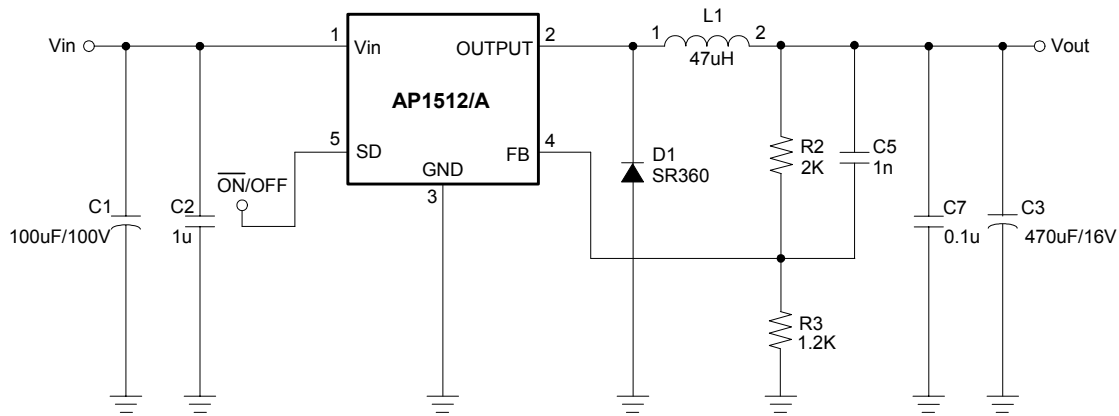 L1
Vin
1
Vin
OUTPUT
2
1
2
47uH
Vout
AP1512/A
5
SD
FB
4
GND
3
ON/OFF
D1
SR360
R2
2K
C5
1n
C1
100uF/100V
C2
1u
C7
0.1u
C3
470uF/16V
R3
1.2K